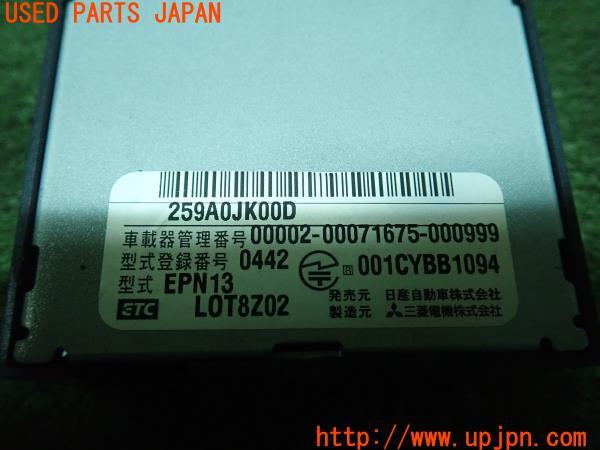 USED PARTS JAPAN
259A0JK00D
車載器管理番号 00002-00071675-000999
型式登録番号 0442 R 001CYBB1094
型式 EPN13
ETC LOT8Z02
発売元 日産自動車株式会社
製造元 三菱電機株式会社
http://www.upjpn.com/